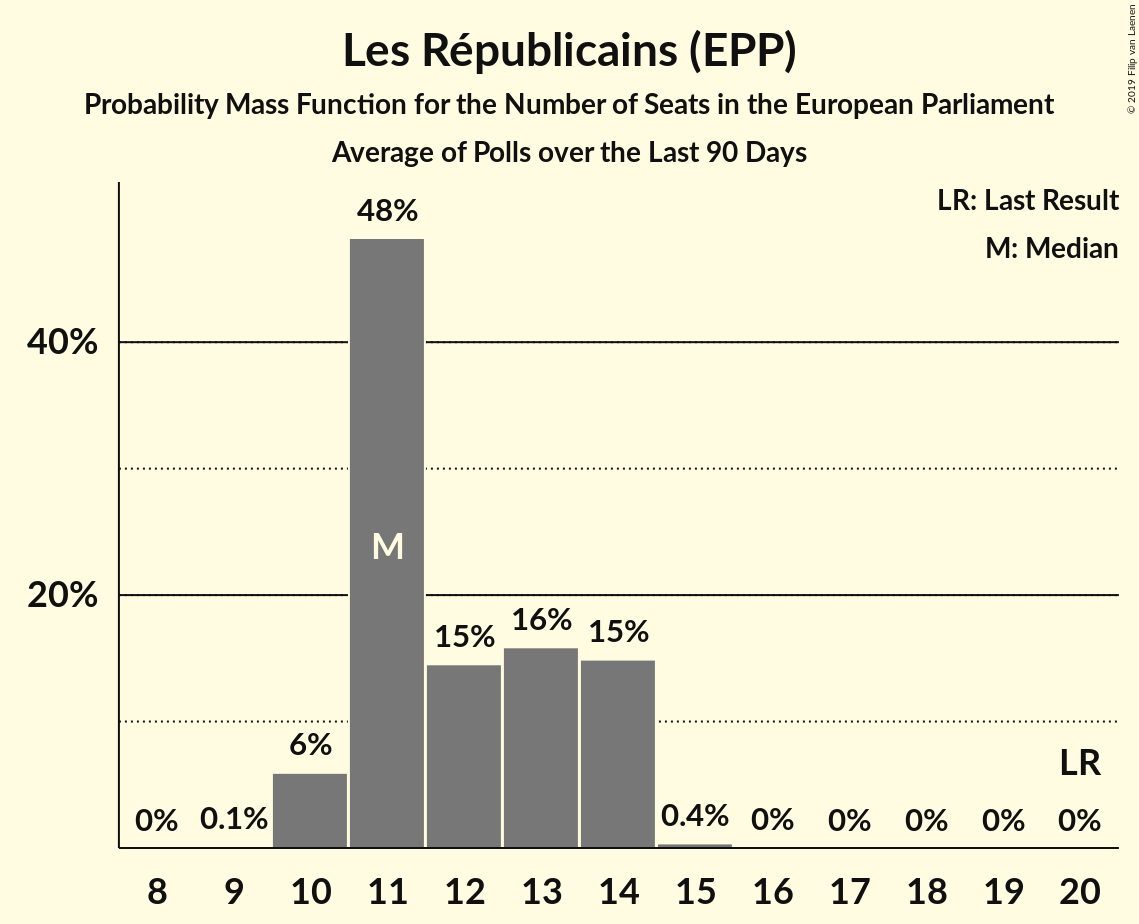 Les Républicains (EPP)
Probability Mass Function for the Number of Seats in the European Parliament
Average of Polls over the Last 90 Days
© 2019 Filip van Laenen
LR: Last Result
M: Median
40%
20%
0% 0.1% 6% 48% 15% 16% 15% 0.4% 0% 0% 0% 0% 0%
M
LR
8 9 10 11 12 13 14 15 16 17 18 19 20